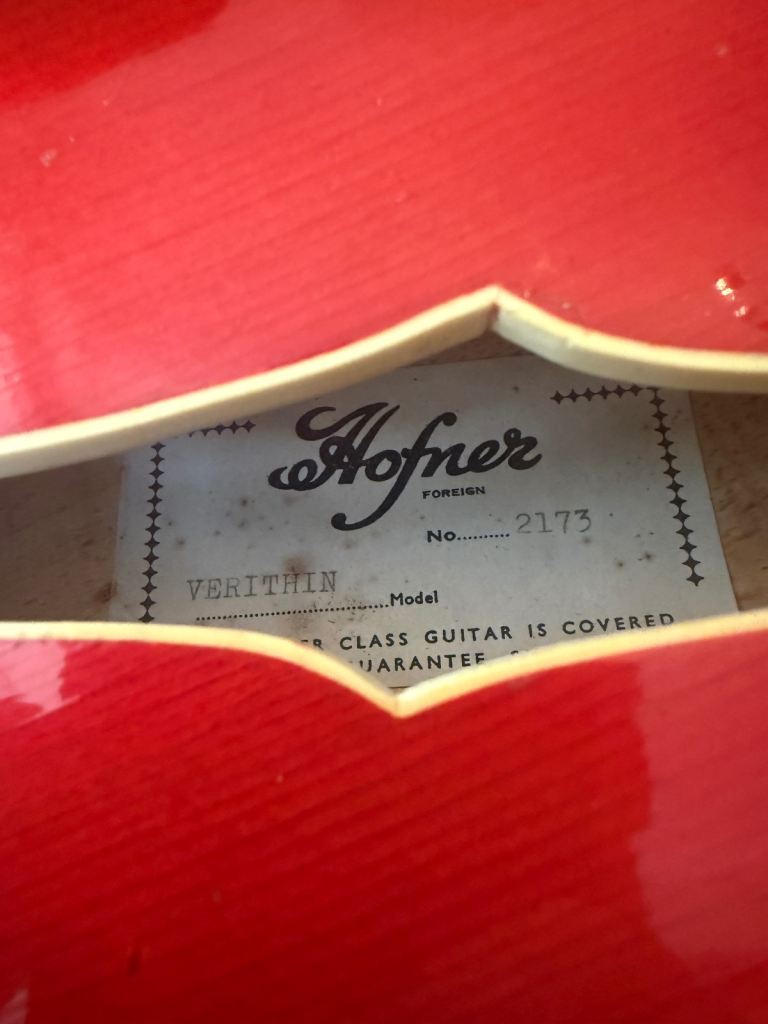 Hofner
FOREIGN
No.......... 2173
VERITHIN
..............................Model
CLASS GUITAR IS COVERED